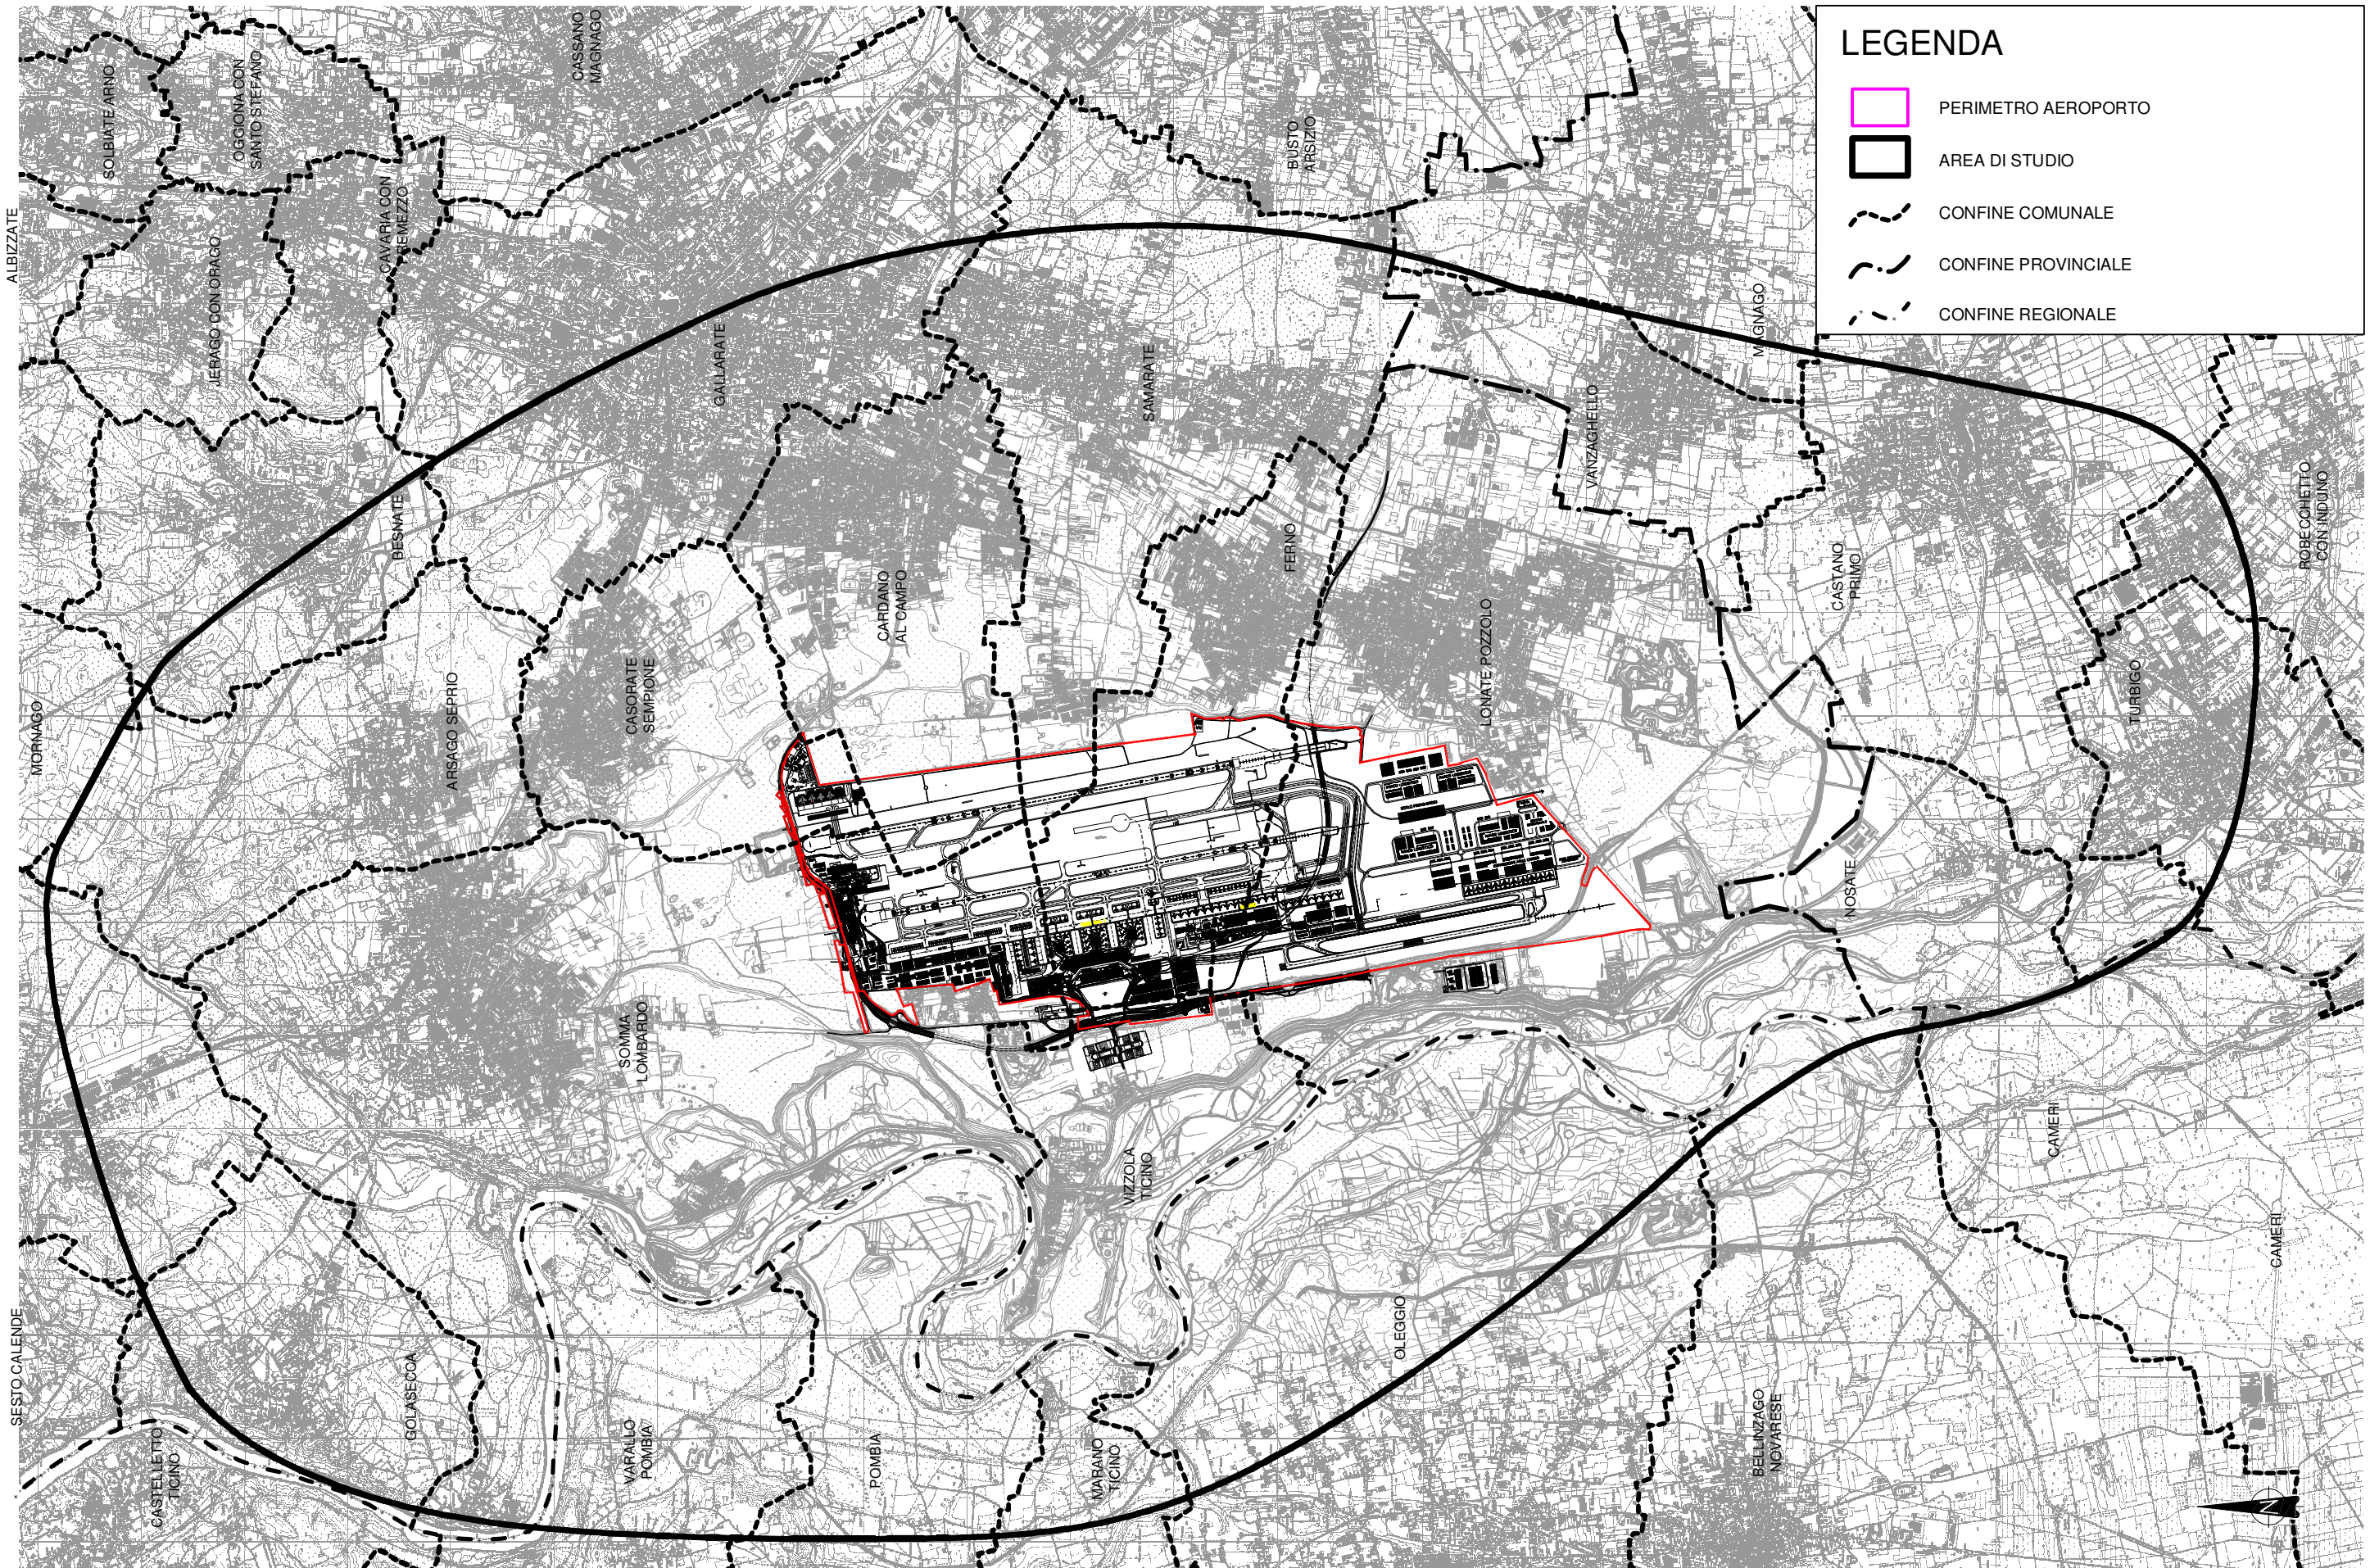 LEGENDA
PERIMETRO AEROPORTO
AREA DI STUDIO
CONFINE COMUNALE
CONFINE PROVINCIALE
CONFINE REGIONALE
ALBIZZATE
SOLBIATE ARNO
OGGIONA CON
SANTO STEFANO
CASSANO
MAGNAGO
BUSTO
ARSIZIO
JERAGO CON ORAGO
CAVARIA CON
PREMEZZO
GALLARATE
SAMARATE
MAGNAGO
VANZAGHELLO
BESNATE
FERNO
ROBECCHETTO
CON INDUNO
CARDANO
AL CAMPO
CASTANO
PRIMO
MORNAGO
ARSAGO SEPRIO
CASORATE
SEMPIONE
LONATE POZZOLO
TURBIGO
NOSATE
SOMMA
LOMBARDO
VIZZOLA
TICINO
CAMERI
CAMERI
SESTO CALENDE
GOLASECCA
OLEGGIO
CASTELLETTO
TICINO
VARALLO
POMBIA
POMBIA
MARANO
TICINO
BELLINZAGO
NOVARESE
N